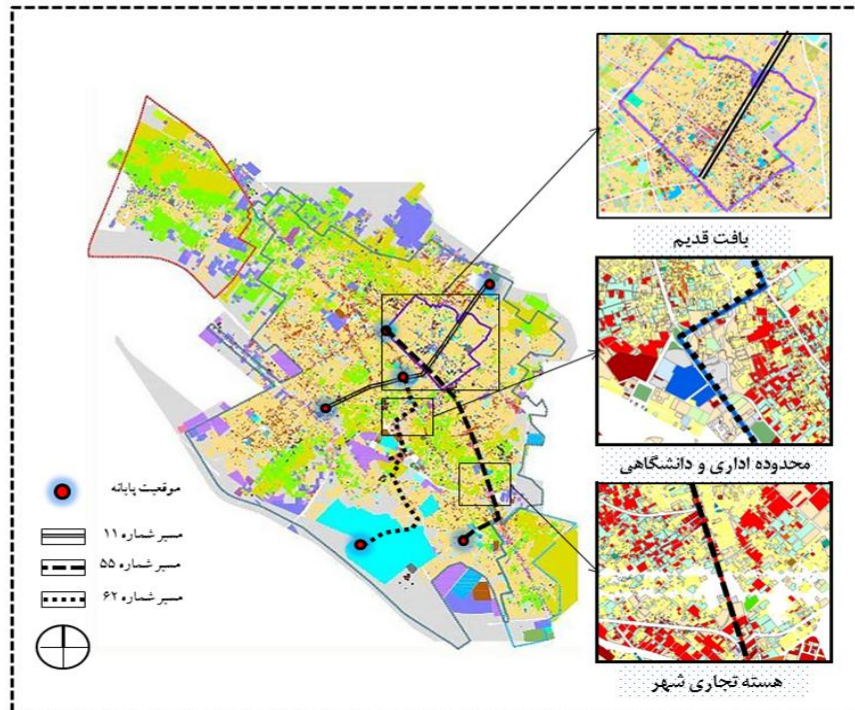 بافت قدیم
محدوده اداری و دانشگاهی
هسته تجاری شهر
موقعیت پایانه
مسیر شماره ۱۱
مسیر شماره ۵۵
مسیر شماره ۶۲